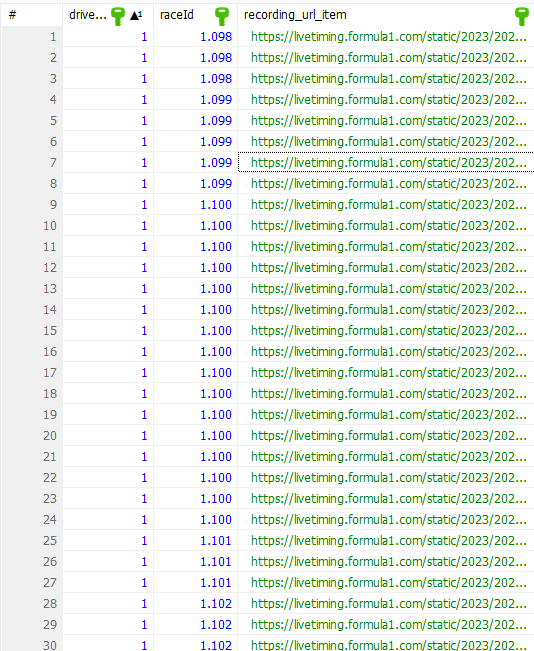 # drive... ▲1 raceId recording_url_item
1 1 1.098 https://livetiming.formula1.com/static/2023/202...
2 1 1.098 https://livetiming.formula1.com/static/2023/202...
3 1 1.098 https://livetiming.formula1.com/static/2023/202...
4 1 1.099 https://livetiming.formula1.com/static/2023/202...
5 1 1.099 https://livetiming.formula1.com/static/2023/202...
6 1 1.099 https://livetiming.formula1.com/static/2023/202...
7 1 1.099 https://livetiming.formula1.com/static/2023/202...
8 1 1.099 https://livetiming.formula1.com/static/2023/202...
9 1 1.100 https://livetiming.formula1.com/static/2023/202...
10 1 1.100 https://livetiming.formula1.com/static/2023/202...
11 1 1.100 https://livetiming.formula1.com/static/2023/202...
12 1 1.100 https://livetiming.formula1.com/static/2023/202...
13 1 1.100 https://livetiming.formula1.com/static/2023/202...
14 1 1.100 https://livetiming.formula1.com/static/2023/202...
15 1 1.100 https://livetiming.formula1.com/static/2023/202...
16 1 1.100 https://livetiming.formula1.com/static/2023/202...
17 1 1.100 https://livetiming.formula1.com/static/2023/202...
18 1 1.100 https://livetiming.formula1.com/static/2023/202...
19 1 1.100 https://livetiming.formula1.com/static/2023/202...
20 1 1.100 https://livetiming.formula1.com/static/2023/202...
21 1 1.100 https://livetiming.formula1.com/static/2023/202...
22 1 1.100 https://livetiming.formula1.com/static/2023/202...
23 1 1.100 https://livetiming.formula1.com/static/2023/202...
24 1 1.100 https://livetiming.formula1.com/static/2023/202...
25 1 1.101 https://livetiming.formula1.com/static/2023/202...
26 1 1.101 https://livetiming.formula1.com/static/2023/202...
27 1 1.101 https://livetiming.formula1.com/static/2023/202...
28 1 1.102 https://livetiming.formula1.com/static/2023/202...
29 1 1.102 https://livetiming.formula1.com/static/2023/202...
30 1 1.102 https://livetiming.formula1.com/static/2023/202...